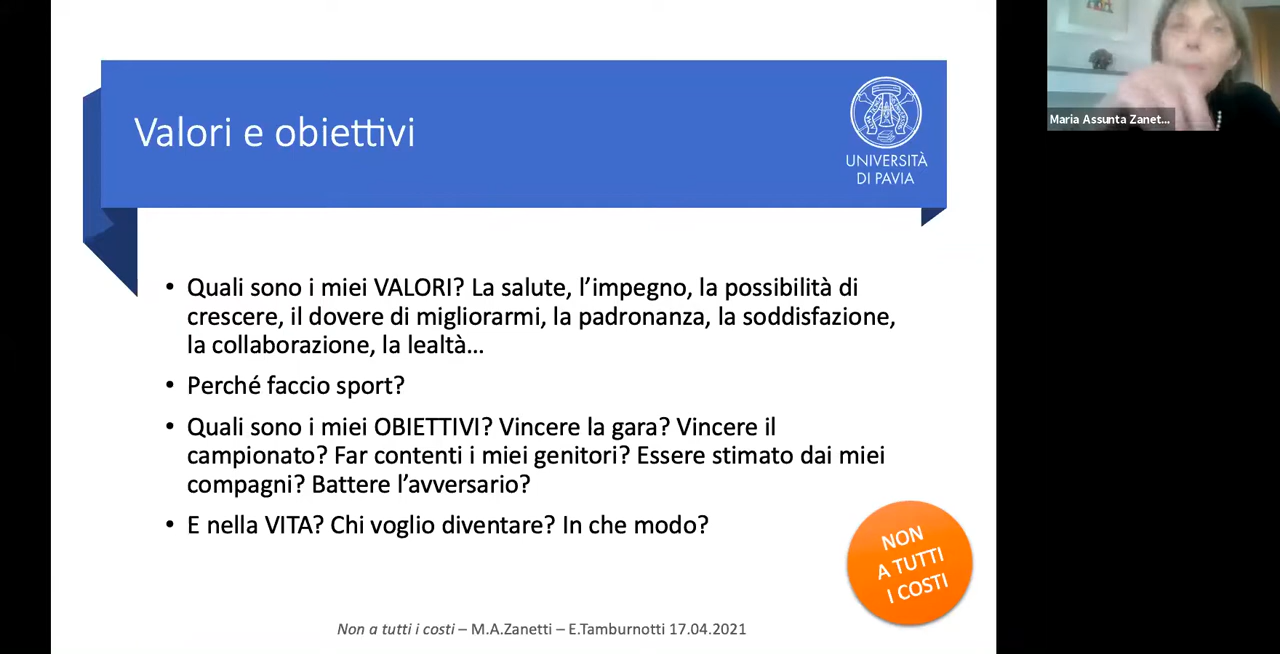 Valori e obiettivi
UNIVERSITÀ
DI PAVIA
Maria Assunta Zanet...
• Quali sono i miei VALORI? La salute, l’impegno, la possibilità di
crescere, il dovere di migliorarmi, la padronanza, la soddisfazione,
la collaborazione, la lealtà…
• Perché faccio sport?
• Quali sono i miei OBIETTIVI? Vincere la gara? Vincere il
campionato? Far contenti i miei genitori? Essere stimato dai miei
compagni? Battere l’avversario?
• E nella VITA? Chi voglio diventare? In che modo?
NON
A TUTTI
I COSTI
Non a tutti i costi – M.A.Zanetti – E.Tamburnotti 17.04.2021